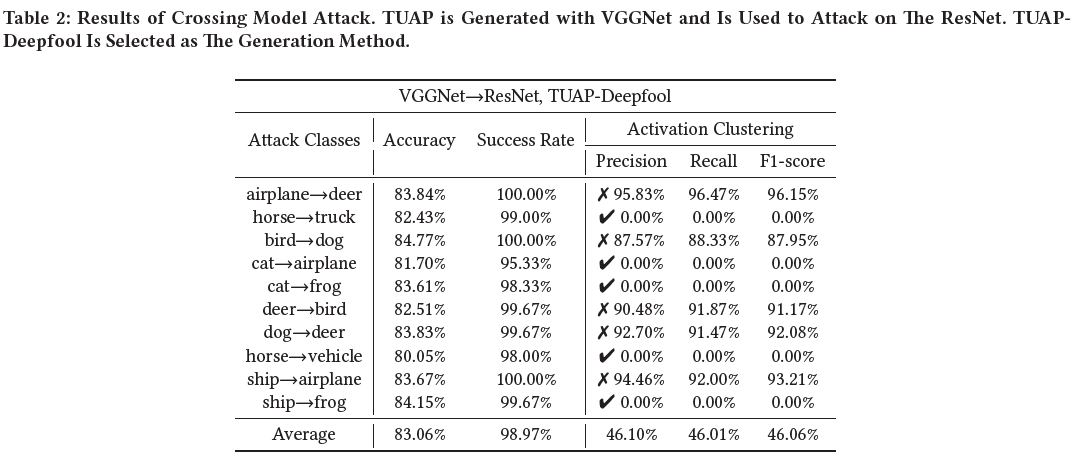 Table 2: Results of Crossing Model Attack. TUAP is Generated with VGGNet and Is Used to Attack on The ResNet. TUAP-
Deepfool Is Selected as The Generation Method.
VGGNet→ResNet, TUAP-Deepfool
Attack Classes Accuracy Success Rate Activation Clustering
Precision Recall F1-score
airplane→deer 83.84% 100.00% ✗ 95.83% 96.47% 96.15%
horse→truck 82.43% 99.00% ✔ 0.00% 0.00% 0.00%
bird→dog 84.77% 100.00% ✗ 87.57% 88.33% 87.95%
cat→airplane 81.70% 95.33% ✔ 0.00% 0.00% 0.00%
cat→frog 83.61% 98.33% ✔ 0.00% 0.00% 0.00%
deer→bird 82.51% 99.67% ✗ 90.48% 91.87% 91.17%
dog→deer 83.83% 99.67% ✗ 92.70% 91.47% 92.08%
horse→vehicle 80.05% 98.00% ✔ 0.00% 0.00% 0.00%
ship→airplane 83.67% 100.00% ✗ 94.46% 92.00% 93.21%
ship→frog 84.15% 99.67% ✔ 0.00% 0.00% 0.00%
Average 83.06% 98.97% 46.10% 46.01% 46.06%